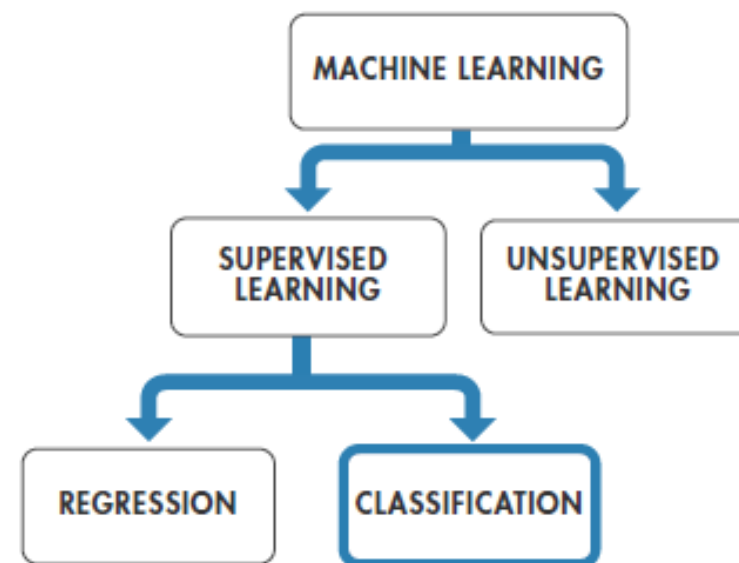 MACHINE LEARNING
SUPERVISED
LEARNING
UNSUPERVISED
LEARNING
REGRESSION
CLASSIFICATION